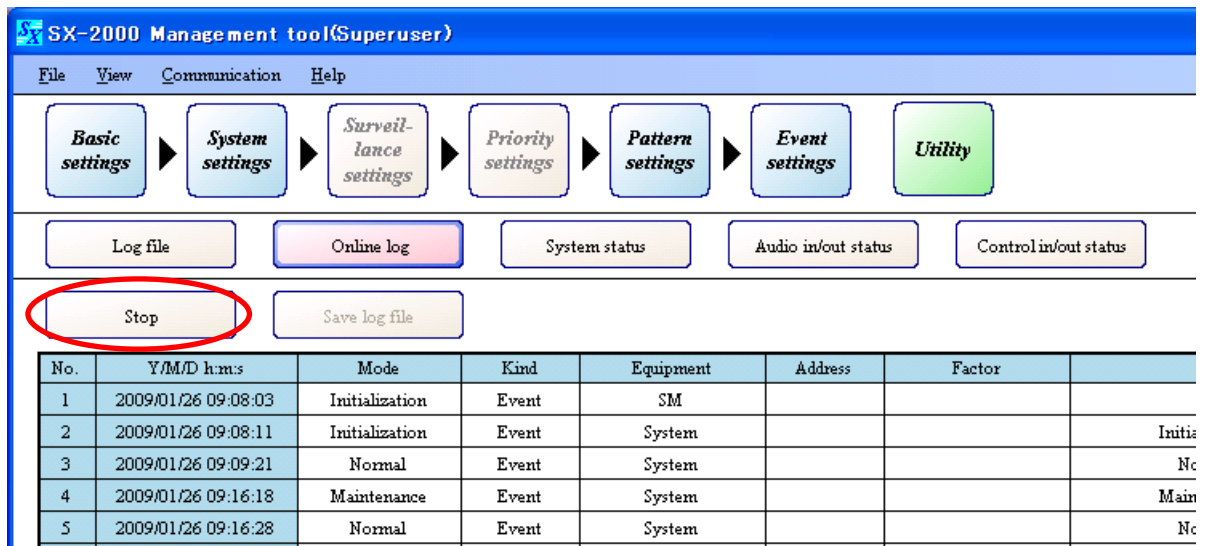 SX SX-2000 Management tool(Superuser)
File View Communication Help
Basic settings System settings Surveil-lance settings Priority settings Pattern settings Event settings Utility
Log file Online log System status Audio in/out status Control in/out status
Stop Save log file
No. Y/M/D h:m:s Mode Kind Equipment Address Factor
1 2009/01/26 09:08:03 Initialization Event SM
2 2009/01/26 09:08:11 Initialization Event System Initia
3 2009/01/26 09:09:21 Normal Event System No
4 2009/01/26 09:16:18 Maintenance Event System Main
5 2009/01/26 09:16:28 Normal Event System No